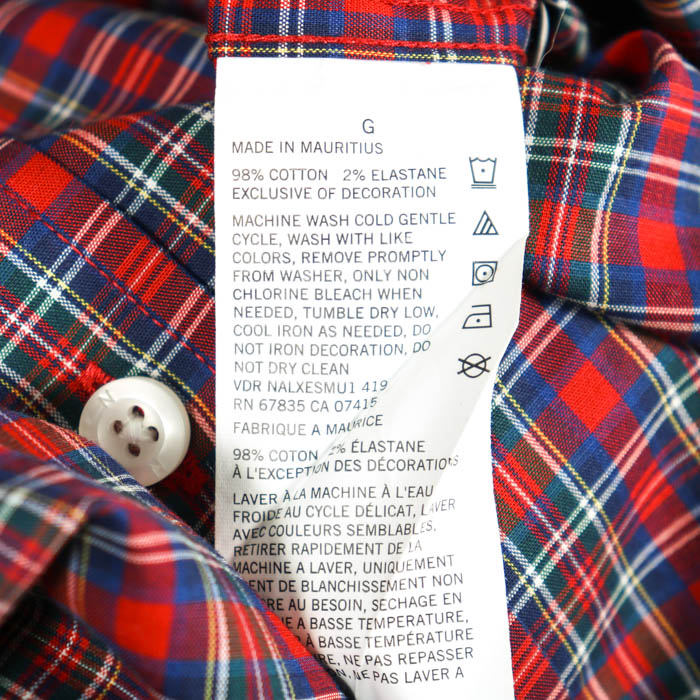 G
MADE IN MAURITIUS
98% COTTON 2% ELASTANE
EXCLUSIVE OF DECORATION
MACHINE WASH COLD GENTLE
CYCLE, WASH WITH LIKE
COLORS, REMOVE PROMPTLY
FROM WASHER, ONLY NON
CHLORINE BLEACH WHEN
NEEDED, TUMBLE DRY LOW,
COOL IRON AS NEEDED, DO
NOT IRON DECORATION, DO
NOT DRY CLEAN
VDR NALXESMU1 419
RN 67835 CA 07415
FABRIQUE A MAURICE
98% COTON 2% ÉLASTANE
À L'EXCEPTION DES DÉCORATIONS
LAVER À LA MACHINE À L'EAU
FROIDE AU CYCLE DÉLICAT, LAVER
AVEC COULEURS SEMBLABLES,
RETIRER RAPIDEMENT DE LA
MACHINE A LAVER, UNIQUEMENT
DE BLANCHISSEMENT NON
AU BESOIN, SÉCHAGE EN
A BASSE TEMPERATURE,
A BASSE TEMPÉRATURE
NE PAS REPASSER
EN MACHINE A